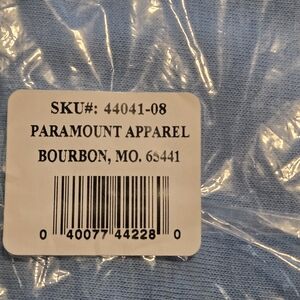 SKU#: 44041-08
PARAMOUNT APPAREL
BOURBON, MO. 65441
0 40077 44228 0